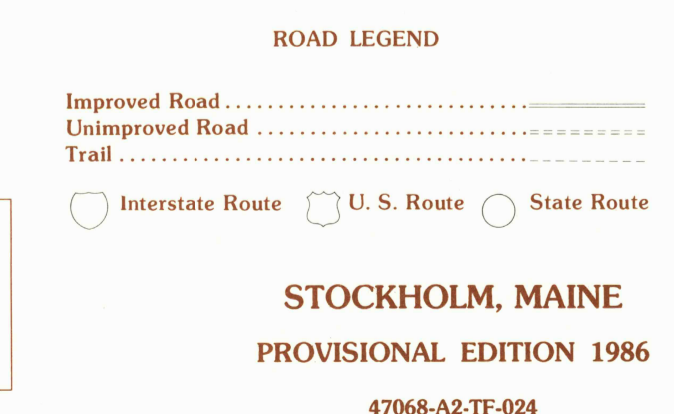 ROAD LEGEND
Improved Road
Unimproved Road
Trail
Interstate Route U. S. Route State Route
STOCKHOLM, MAINE
PROVISIONAL EDITION 1986
47068-A2-TF-024